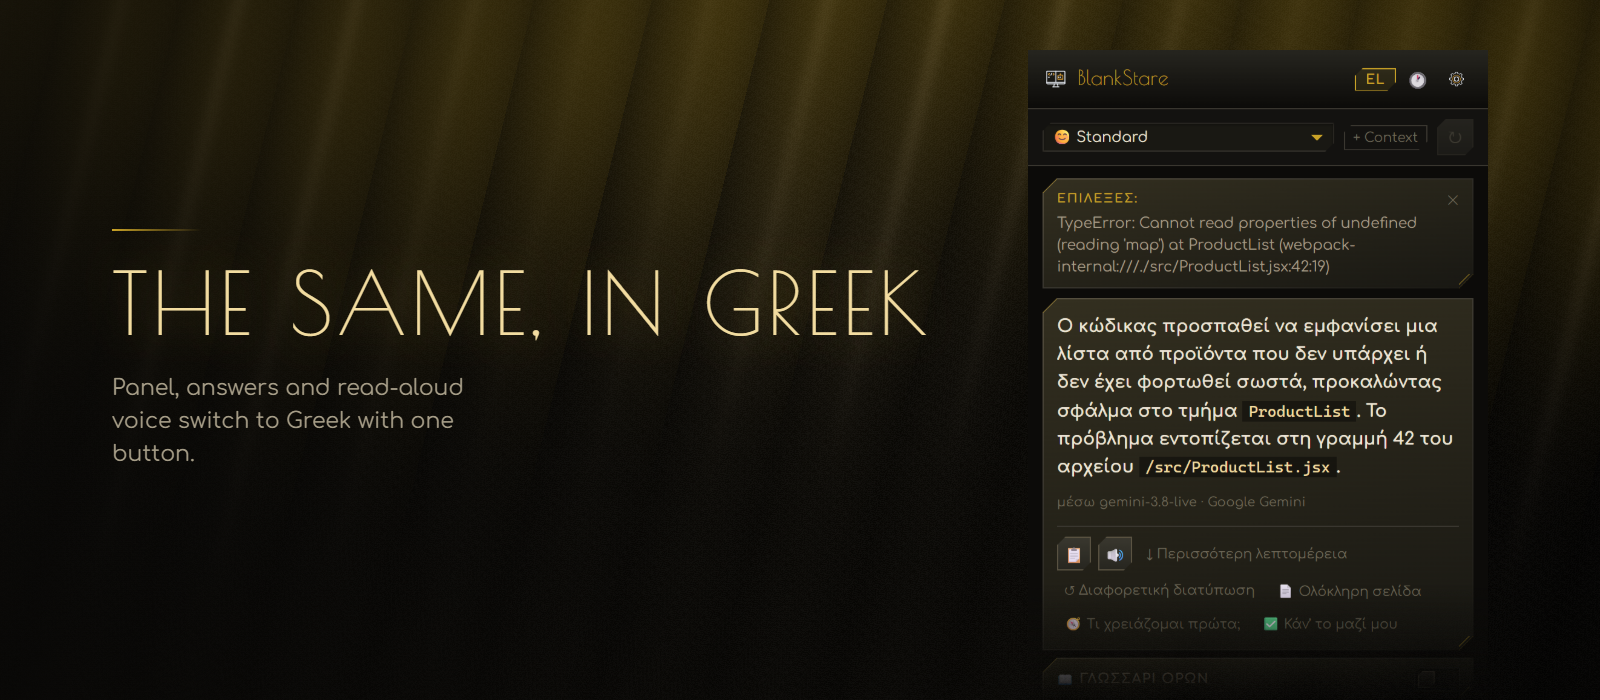 THE SAME, IN GREEK
Panel, answers and read-aloud
voice switch to Greek with one
button.
BlankStare
EL
Standard
+ Context
ΕΠΙΛΕΞΕΣ:
TypeError: Cannot read properties of undefined
(reading 'map') at ProductList (webpack-
internal:///./src/ProductList.jsx:42:19)
Ο κώδικας προσπαθεί να εμφανίσει μια
λίστα από προϊόντα που δεν υπάρχει ή
δεν έχει φορτωθεί σωστά, προκαλώντας
σφάλμα στο τμήμα ProductList. Το
πρόβλημα εντοπίζεται στη γραμμή 42 του
αρχείου /src/ProductList.jsx.
μέσω gemini-3.8-live · Google Gemini
↓ Περισσότερη λεπτομέρεια
↺ Διαφορετική διατύπωση
Ολόκληρη σελίδα
Τι χρειάζομαι πρώτα;
Κάν' το μαζί μου
ΓΛΩΣΣΑΡΙ ΟΡΩΝ